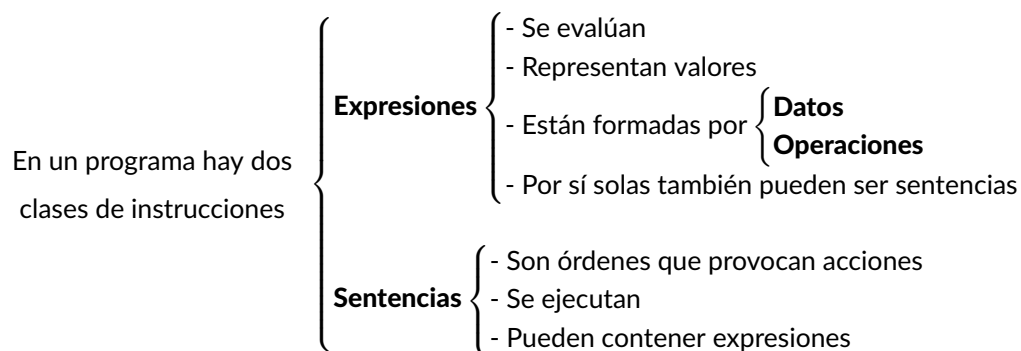 En un programa hay dos
clases de instrucciones
Expresiones
- Se evalúan
- Representan valores
- Están formadas por
Datos
Operaciones
- Por sí solas también pueden ser sentencias
Sentencias
- Son órdenes que provocan acciones
- Se ejecutan
- Pueden contener expresiones